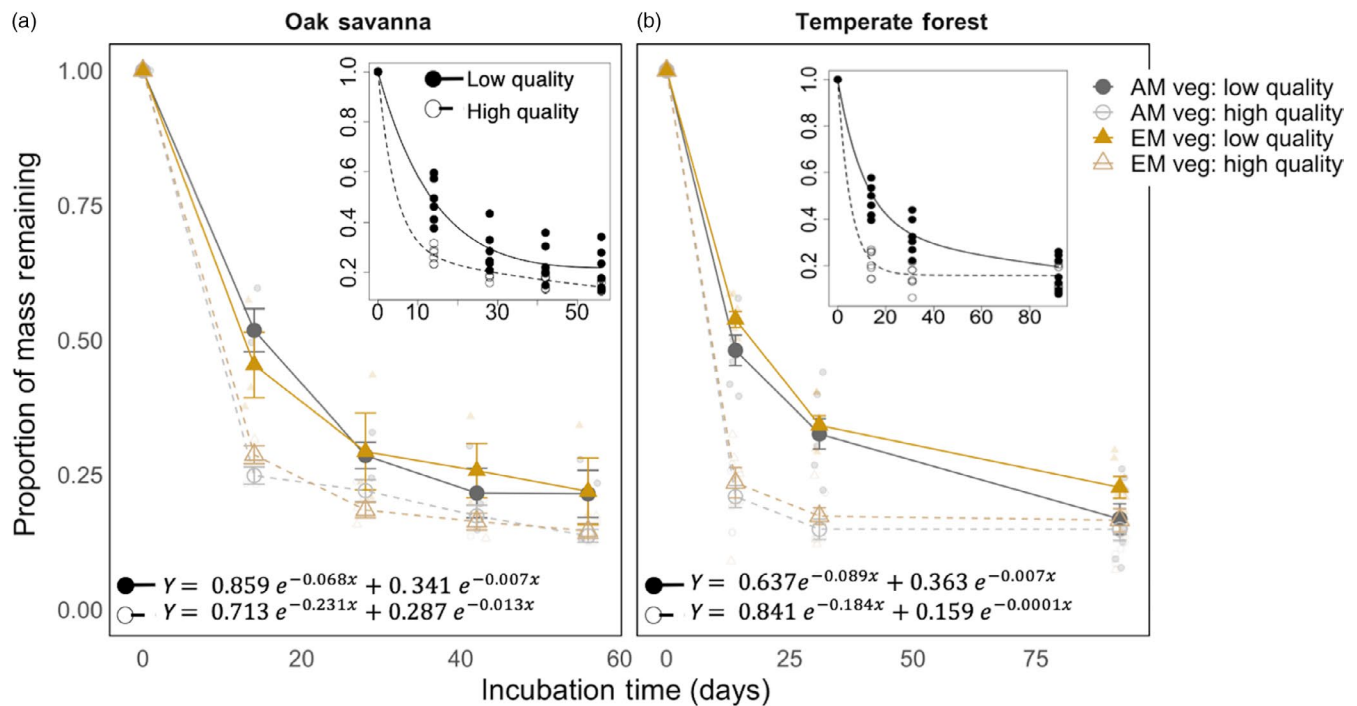 (a) Oak savanna
(b) Temperate forest
Proportion of mass remaining
1.00
0.75
0.50
0.25
0.00
0 20 40 60
Low quality
High quality
1.0
0.8
0.6
0.4
0.2
0 10 30 50
Y = 0.859 e^{−0.068x} + 0.341 e^{−0.007x}
Y = 0.713 e^{−0.231x} + 0.287 e^{−0.013x}
1.0
0.8
0.6
0.4
0.2
0 20 40 60 80
Y = 0.637e^{−0.089x} + 0.363 e^{−0.007x}
Y = 0.841 e^{−0.184x} + 0.159 e^{−0.0001x}
0 25 50 75
AM veg: low quality
AM veg: high quality
EM veg: low quality
EM veg: high quality
Incubation time (days)